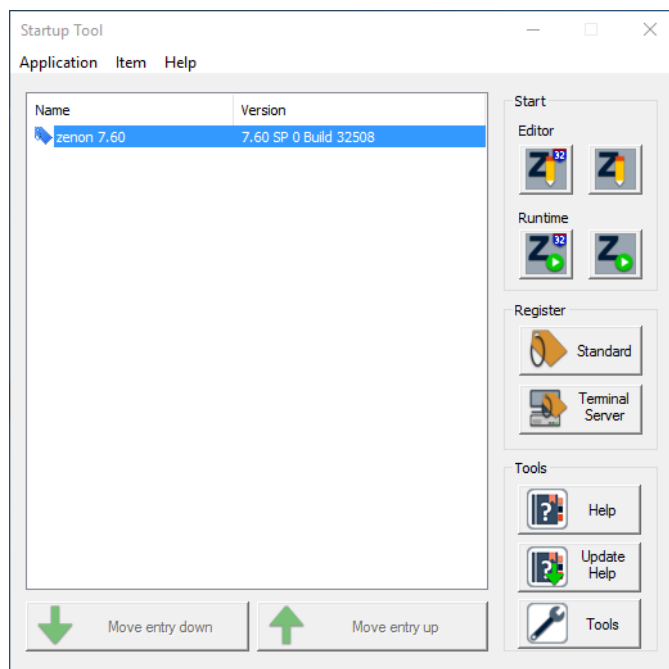 Startup Tool
Application Item Help
Name Version
zenon 7.60 7.60 SP 0 Build 32508
Start
Editor
Z 32 Z
Runtime
Z 32 Z
Register
Standard
Terminal
Server
Tools
? Help
? Update
Help
Tools
Move entry down Move entry up